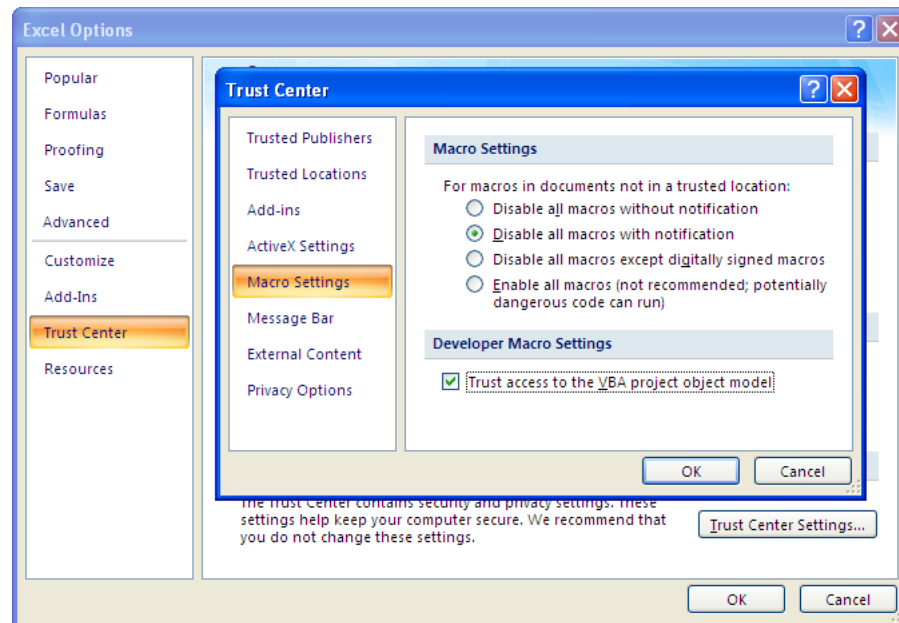 Excel Options
?
Popular
Formulas
Proofing
Save
Advanced
Customize
Add-Ins
Trust Center
Resources
Trust Center
?
Trusted Publishers
Trusted Locations
Add-ins
ActiveX Settings
Macro Settings
Message Bar
External Content
Privacy Options
Macro Settings
For macros in documents not in a trusted location:
Disable all macros without notification
Disable all macros with notification
Disable all macros except digitally signed macros
Enable all macros (not recommended; potentially
dangerous code can run)
Developer Macro Settings
Trust access to the VBA project object model
OK
Cancel
The Trust Center contains security and privacy settings. These
settings help keep your computer secure. We recommend that
you do not change these settings.
Trust Center Settings...
OK
Cancel